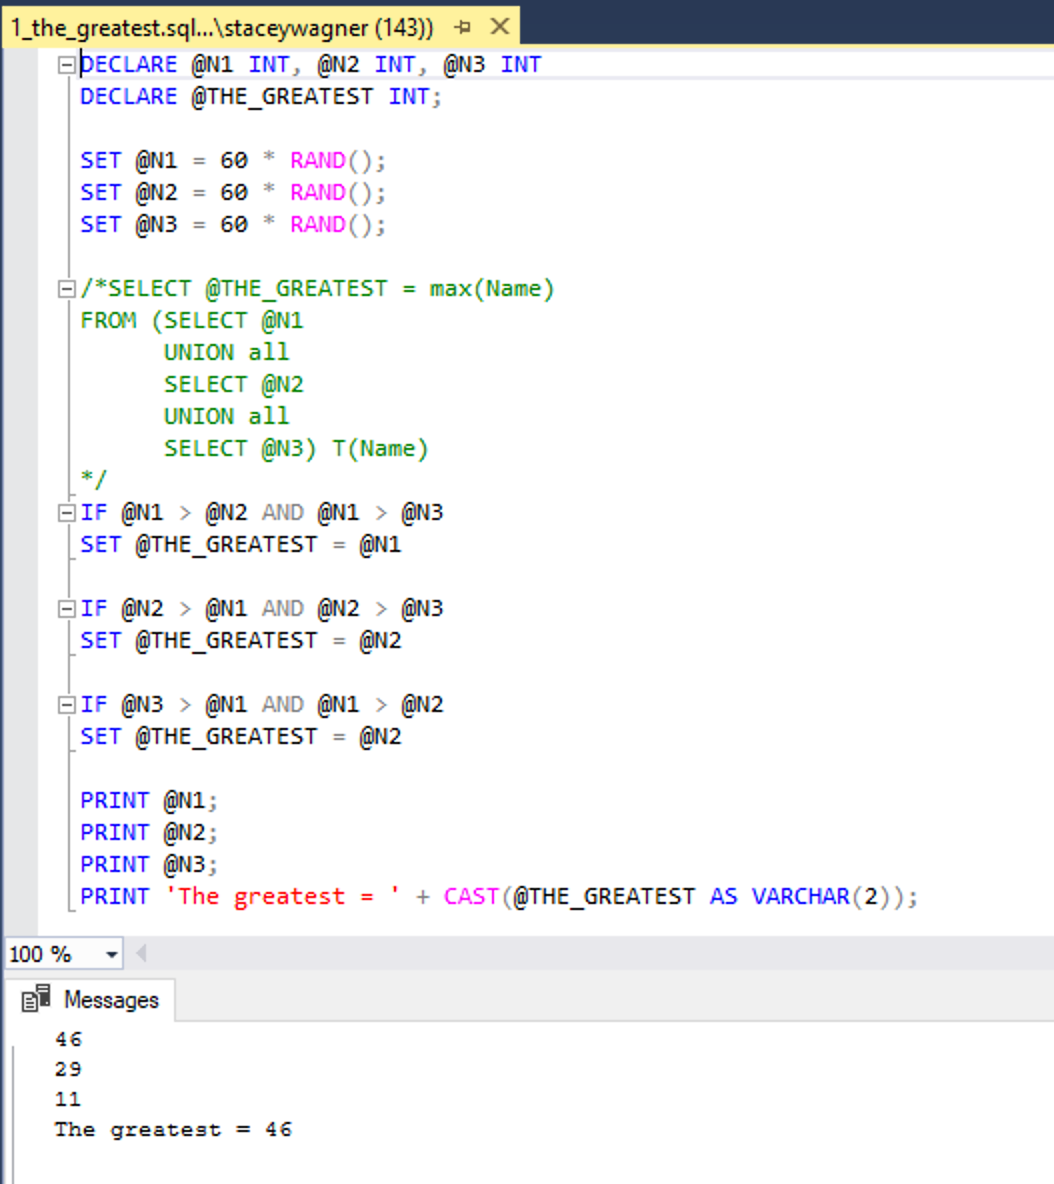 1_the_greatest.sql...\staceywagner (143))
DECLARE @N1 INT, @N2 INT, @N3 INT
DECLARE @THE_GREATEST INT;
SET @N1 = 60 * RAND();
SET @N2 = 60 * RAND();
SET @N3 = 60 * RAND();
/*SELECT @THE_GREATEST = max(Name)
FROM (SELECT @N1
UNION all
SELECT @N2
UNION all
SELECT @N3) T(Name)
*/
IF @N1 > @N2 AND @N1 > @N3
SET @THE_GREATEST = @N1
IF @N2 > @N1 AND @N2 > @N3
SET @THE_GREATEST = @N2
IF @N3 > @N1 AND @N1 > @N2
SET @THE_GREATEST = @N2
PRINT @N1;
PRINT @N2;
PRINT @N3;
PRINT 'The greatest = ' + CAST(@THE_GREATEST AS VARCHAR(2));
100 %
Messages
46
29
11
The greatest = 46